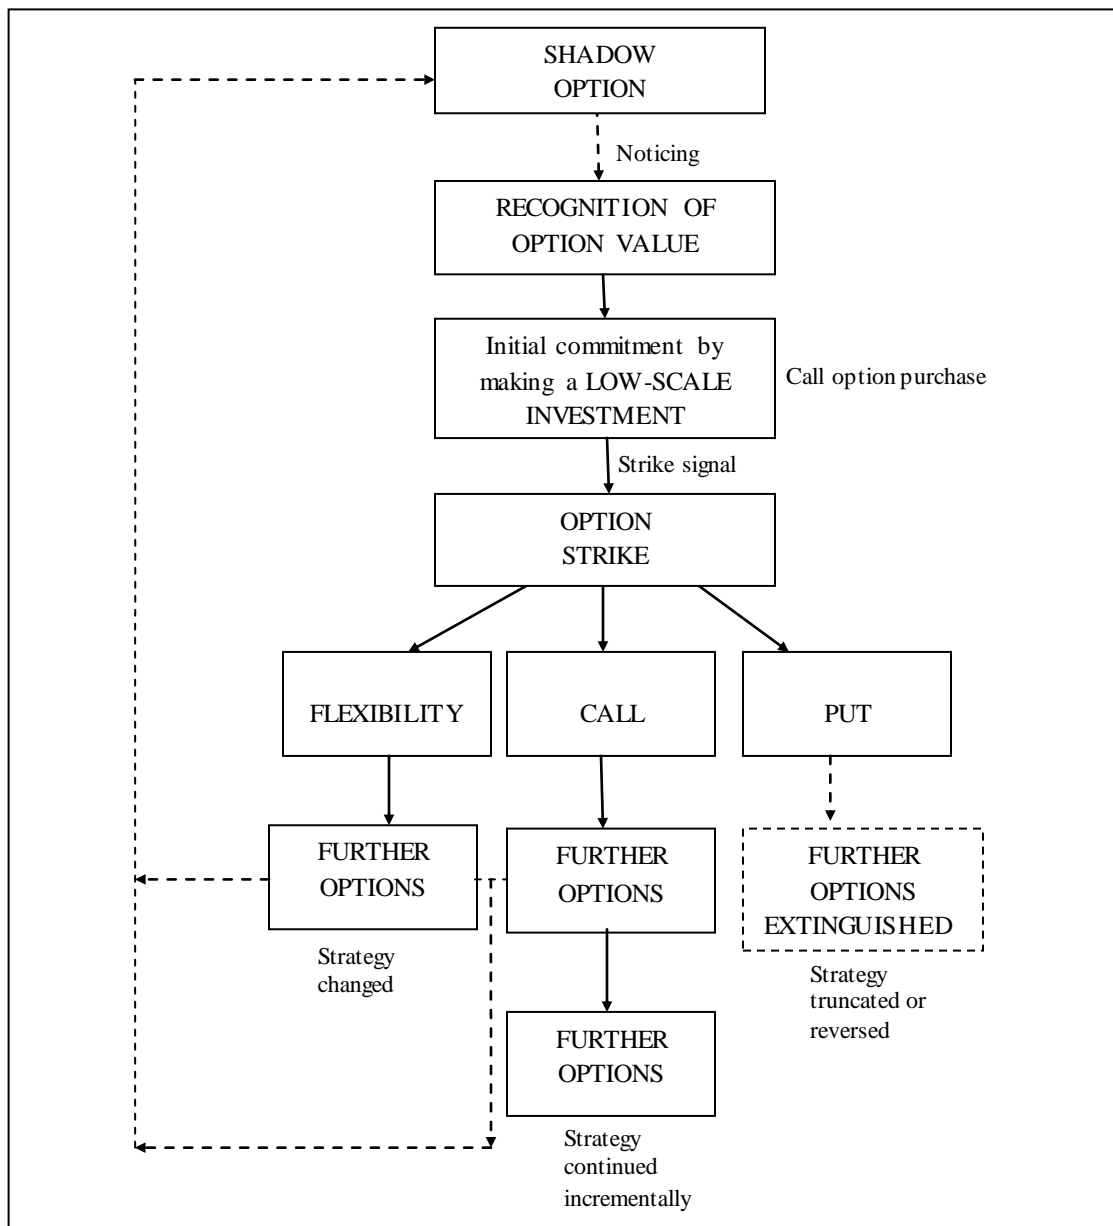 SHADOW
OPTION
Noticing
RECOGNITION OF
OPTION VALUE
Initial commitment by
making a LOW-SCALE
INVESTMENT
Call option purchase
Strike signal
OPTION
STRIKE
FLEXIBILITY
CALL
PUT
FURTHER
OPTIONS
Strategy
changed
FURTHER
OPTIONS
FURTHER
OPTIONS
EXTINGUISHED
Strategy
truncated or
reversed
FURTHER
OPTIONS
Strategy
continued
incrementally